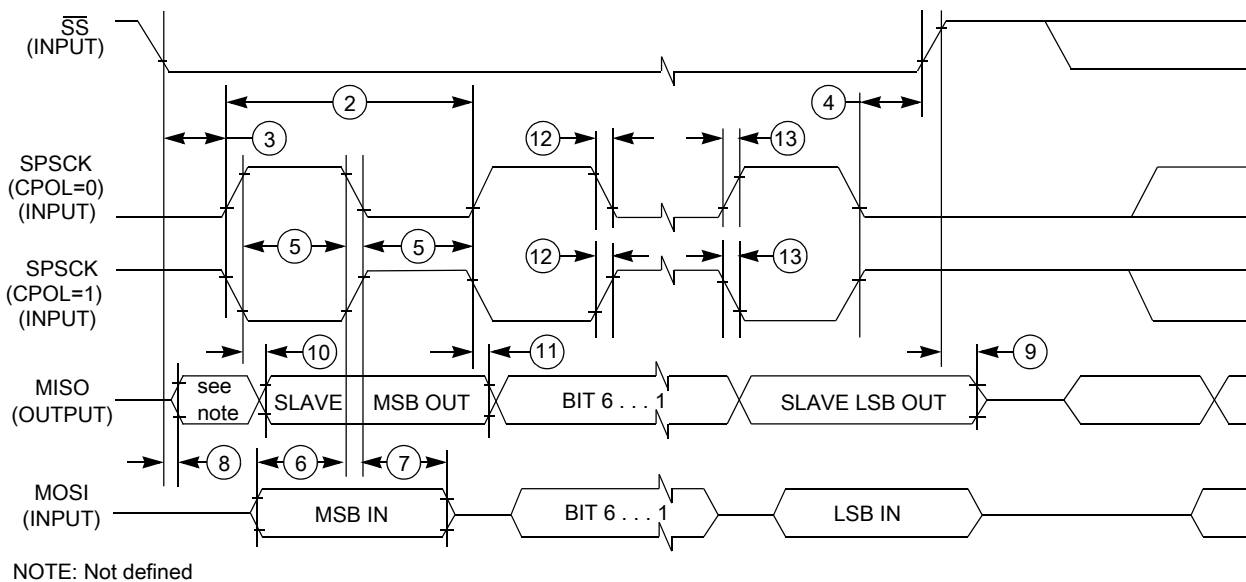 SS
(INPUT)
2
4
3
12
13
SPSCK
(CPOL=0)
(INPUT)
5
5
SPSCK
(CPOL=1)
(INPUT)
12
13
10
11
9
MISO
(OUTPUT)
see
note
SLAVE
MSB OUT
BIT 6 . . . 1
SLAVE LSB OUT
8
6
7
MOSI
(INPUT)
MSB IN
BIT 6 . . . 1
LSB IN
NOTE: Not defined